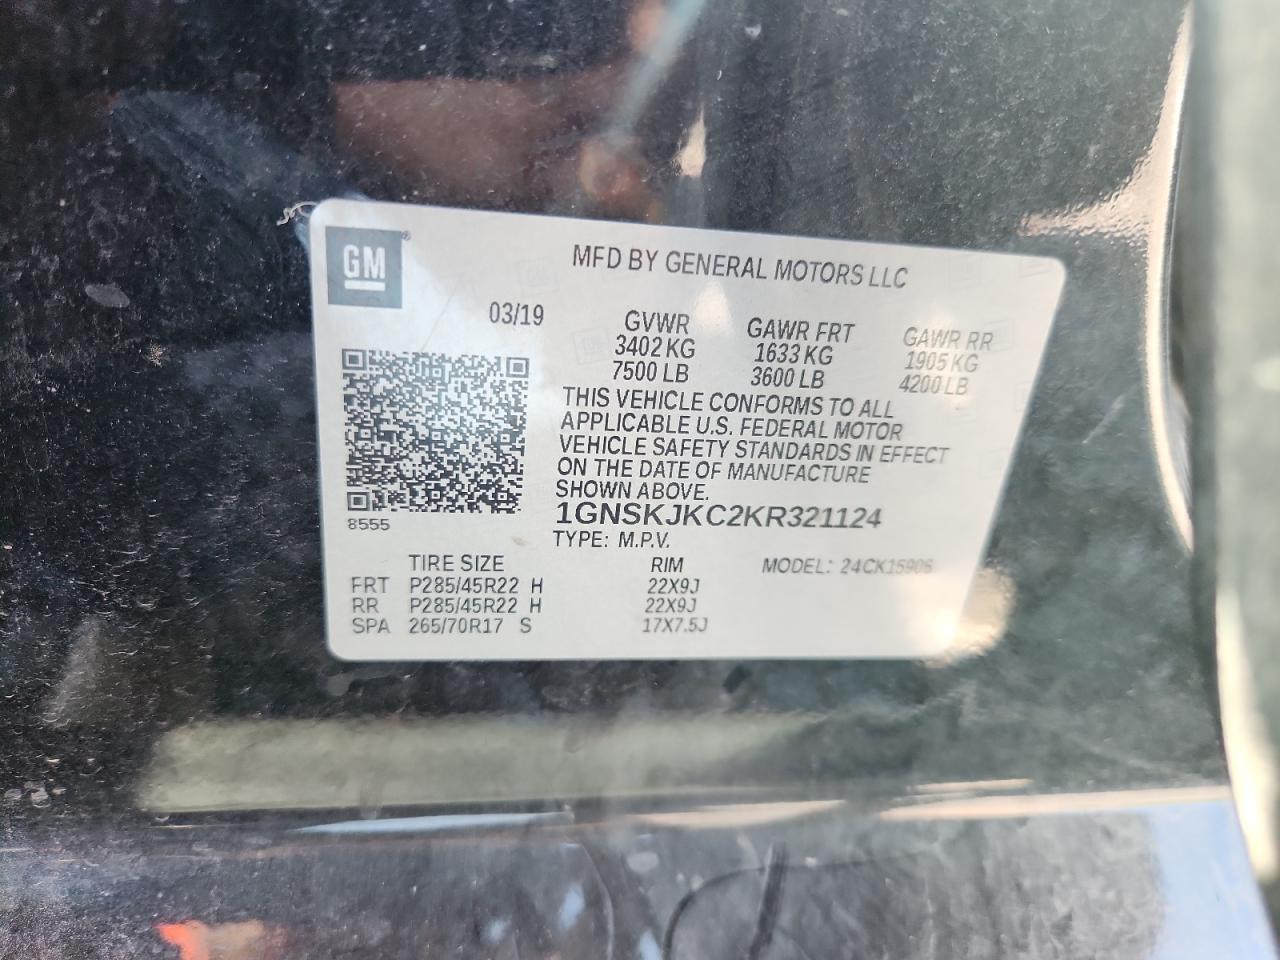 GM
MFD BY GENERAL MOTORS LLC
03/19
GVWR GAWR FRT GAWR RR
3402 KG 1633 KG 1905 KG
7500 LB 3600 LB 4200 LB
THIS VEHICLE CONFORMS TO ALL
APPLICABLE U.S. FEDERAL MOTOR
VEHICLE SAFETY STANDARDS IN EFFECT
ON THE DATE OF MANUFACTURE
SHOWN ABOVE.
8555
1GNSKJKC2KR321124
TYPE: M.P.V.
TIRE SIZE RIM MODEL: 24CK15906
FRT P285/45R22 H 22X9J
RR P285/45R22 H 22X9J
SPA 265/70R17 S 17X7.5J